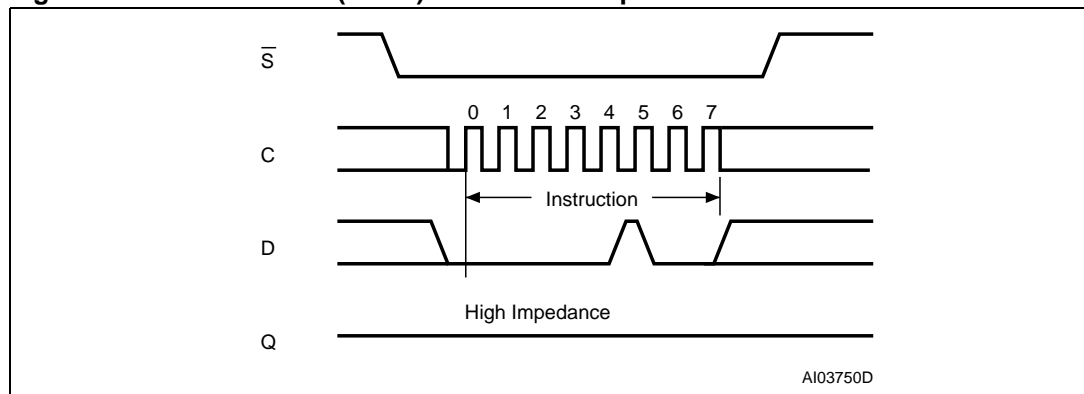 S̅
0 1 2 3 4 5 6 7
C
Instruction
D
High Impedance
Q
AI03750D